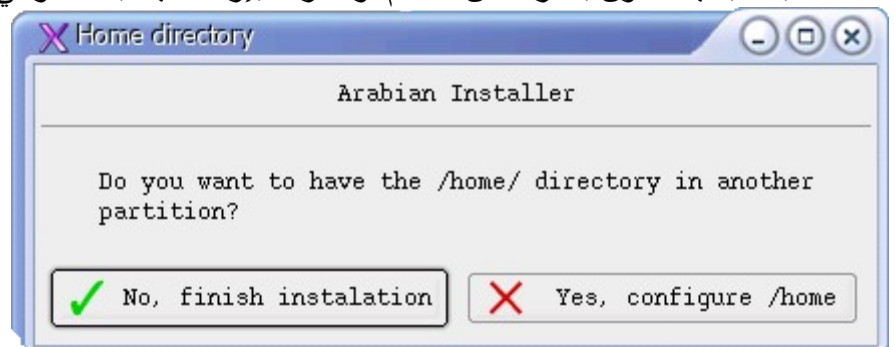 Home directory
Arabian Installer
Do you want to have the /home/ directory in another
partition?
No, finish instalation
Yes, configure /home